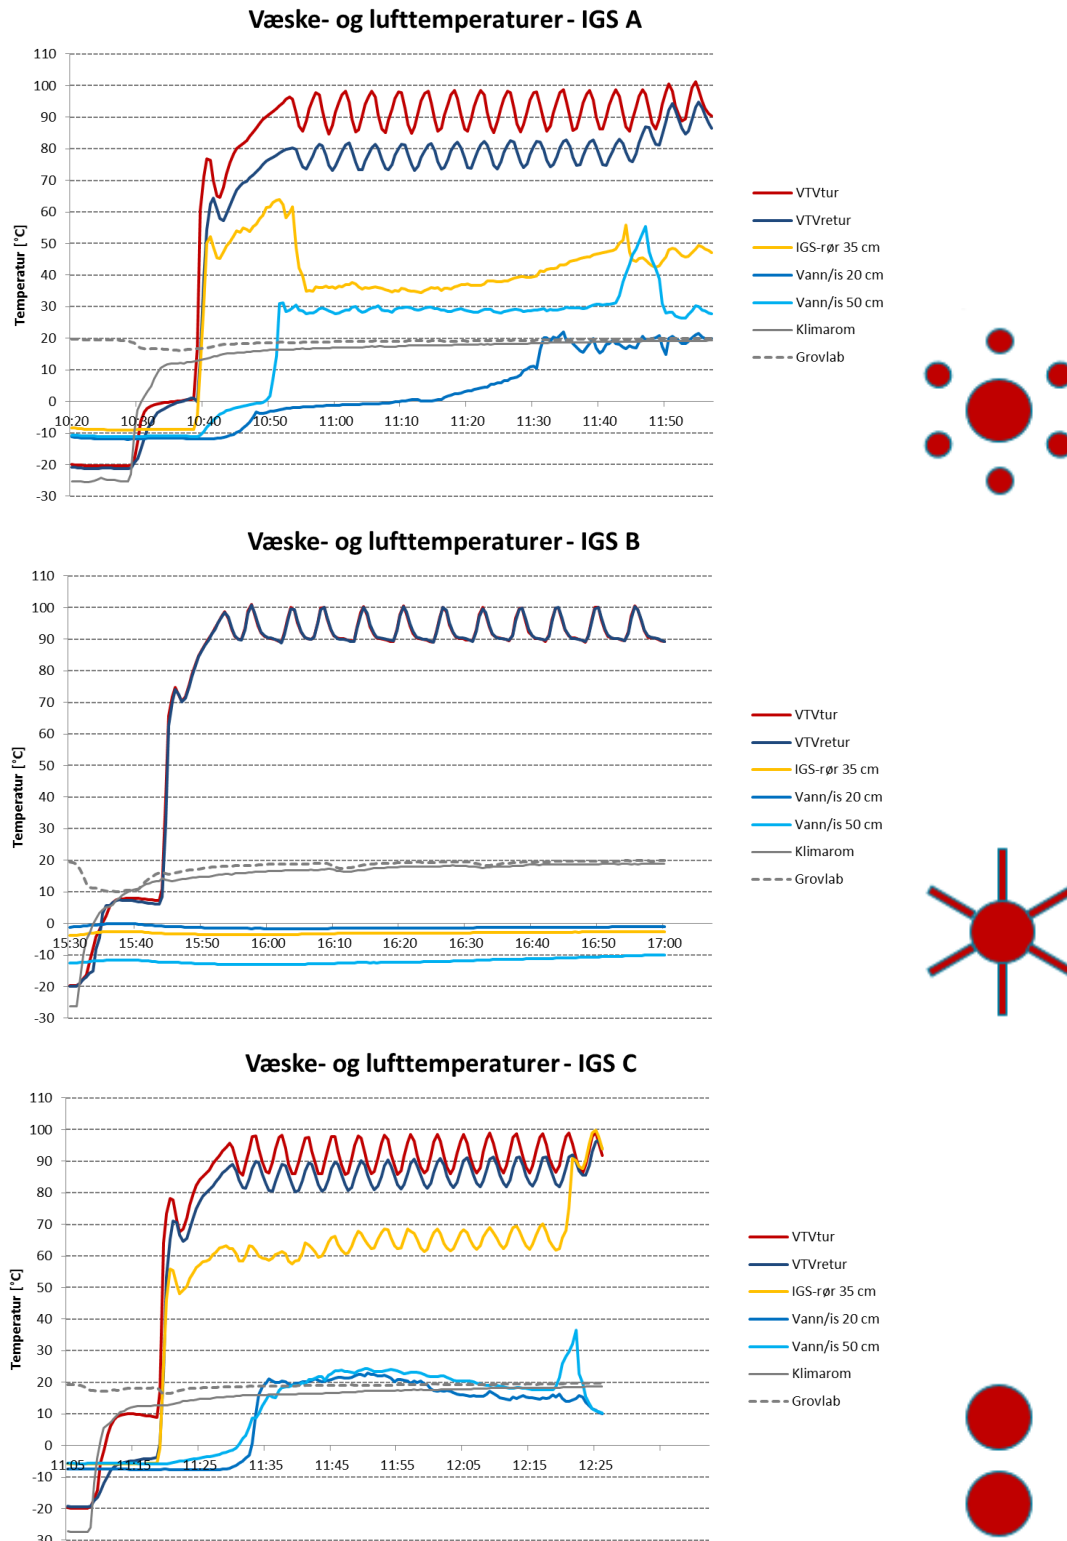 Væske- og lufttemperaturer - IGS A
110
100
90
80
70
60
50
40
30
20
10
0
-10
-20
-30
Temperatur [°C]
10:20 10:30 10:40 10:50 11:00 11:10 11:20 11:30 11:40 11:50
VTVtur
VTVretur
IGS-rør 35 cm
Vann/is 20 cm
Vann/is 50 cm
Klimarom
Grovlab
Væske- og lufttemperaturer - IGS B
110
100
90
80
70
60
50
40
30
20
10
0
-10
-20
-30
Temperatur [°C]
15:30 15:40 15:50 16:00 16:10 16:20 16:30 16:40 16:50 17:00
VTVtur
VTVretur
IGS-rør 35 cm
Vann/is 20 cm
Vann/is 50 cm
Klimarom
Grovlab
Væske- og lufttemperaturer - IGS C
110
100
90
80
70
60
50
40
30
20
10
0
-10
-20
-30
Temperatur [°C]
11:05 11:15 11:25 11:35 11:45 11:55 12:05 12:15 12:25
VTVtur
VTVretur
IGS-rør 35 cm
Vann/is 20 cm
Vann/is 50 cm
Klimarom
Grovlab